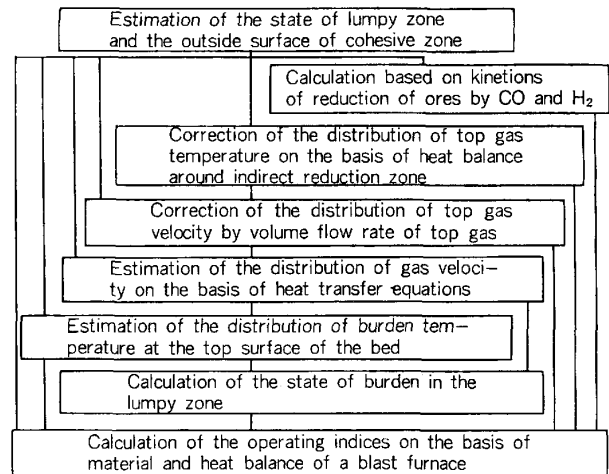 Estimation of the state of lumpy zone
and the outside surface of cohesive zone
Calculation based on kinetions
of reduction of ores by CO and H₂
Correction of the distribution of top gas
temperature on the basis of heat balance
around indirect reduction zone
Correction of the distribution of top gas
velocity by volume flow rate of top gas
Estimation of the distribution of gas veloci-
ty on the basis of heat transfer equations
Estimation of the distribution of burden tem-
perature at the top surface of the bed
Calculation of the state of burden in the
lumpy zone
Calculation of the operating indices on the basis of
material and heat balance of a blast furnace